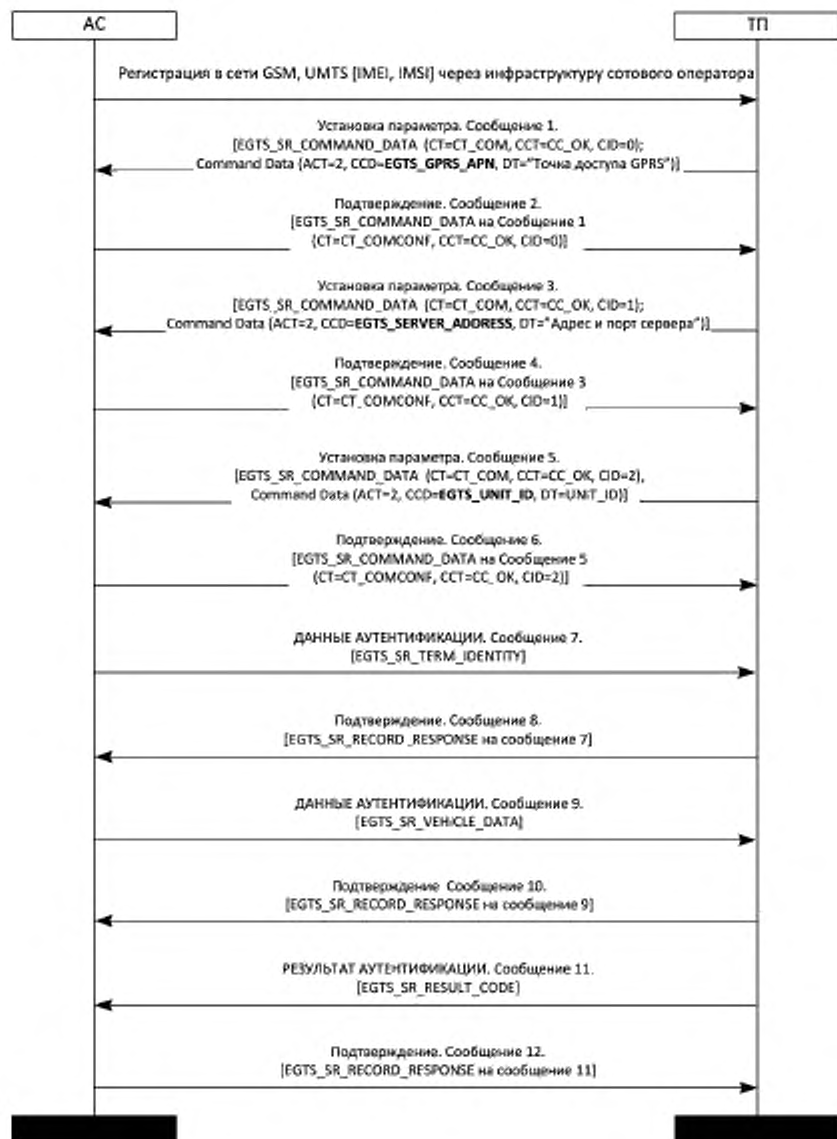 АС
ТП
Регистрация в сети GSM, UMTS [IMEI, IMSI] через инфраструктуру сотового оператора
Установка параметра. Сообщение 1.
[EGTS_SR_COMMAND_DATA {CT=CT_COM, CCT=CC_OK, CID=0};
Command Data {ACT=2, CCD=EGTS_GPRS_APN, DT="Точка доступа GPRS"}]
Подтверждение. Сообщение 2.
[EGTS_SR_COMMAND_DATA на Сообщение 1
{CT=CT_COMCONF, CCT=CC_OK, CID=0}]
Установка параметра. Сообщение 3.
[EGTS_SR_COMMAND_DATA {CT=CT_COM, CCT=CC_OK, CID=1};
Command Data {ACT=2, CCD=EGTS_SERVER_ADDRESS, DT="Адрес и порт сервера"}]
Подтверждение. Сообщение 4.
[EGTS_SR_COMMAND_DATA на Сообщение 3
{CT=CT_COMCONF, CCT=CC_OK, CID=1}]
Установка параметра. Сообщение 5.
[EGTS_SR_COMMAND_DATA {CT=CT_COM, CCT=CC_OK, CID=2},
Command Data {ACT=2, CCD=EGTS_UNIT_ID, DT=UNIT_ID}]
Подтверждение. Сообщение 6.
[EGTS_SR_COMMAND_DATA на Сообщение 5
{CT=CT_COMCONF, CCT=CC_OK, CID=2}]
ДАННЫЕ АУТЕНТИФИКАЦИИ. Сообщение 7.
[EGTS_SR_TERM_IDENTITY]
Подтверждение. Сообщение 8.
[EGTS_SR_RECORD_RESPONSE на сообщение 7]
ДАННЫЕ АУТЕНТИФИКАЦИИ. Сообщение 9.
[EGTS_SR_VEHICLE_DATA]
Подтверждение Сообщение 10.
[EGTS_SR_RECORD_RESPONSE на сообщение 9]
РЕЗУЛЬТАТ АУТЕНТИФИКАЦИИ. Сообщение 11.
[EGTS_SR_RESULT_CODE]
Подтверждение. Сообщение 12.
[EGTS_SR_RECORD_RESPONSE на сообщение 11]